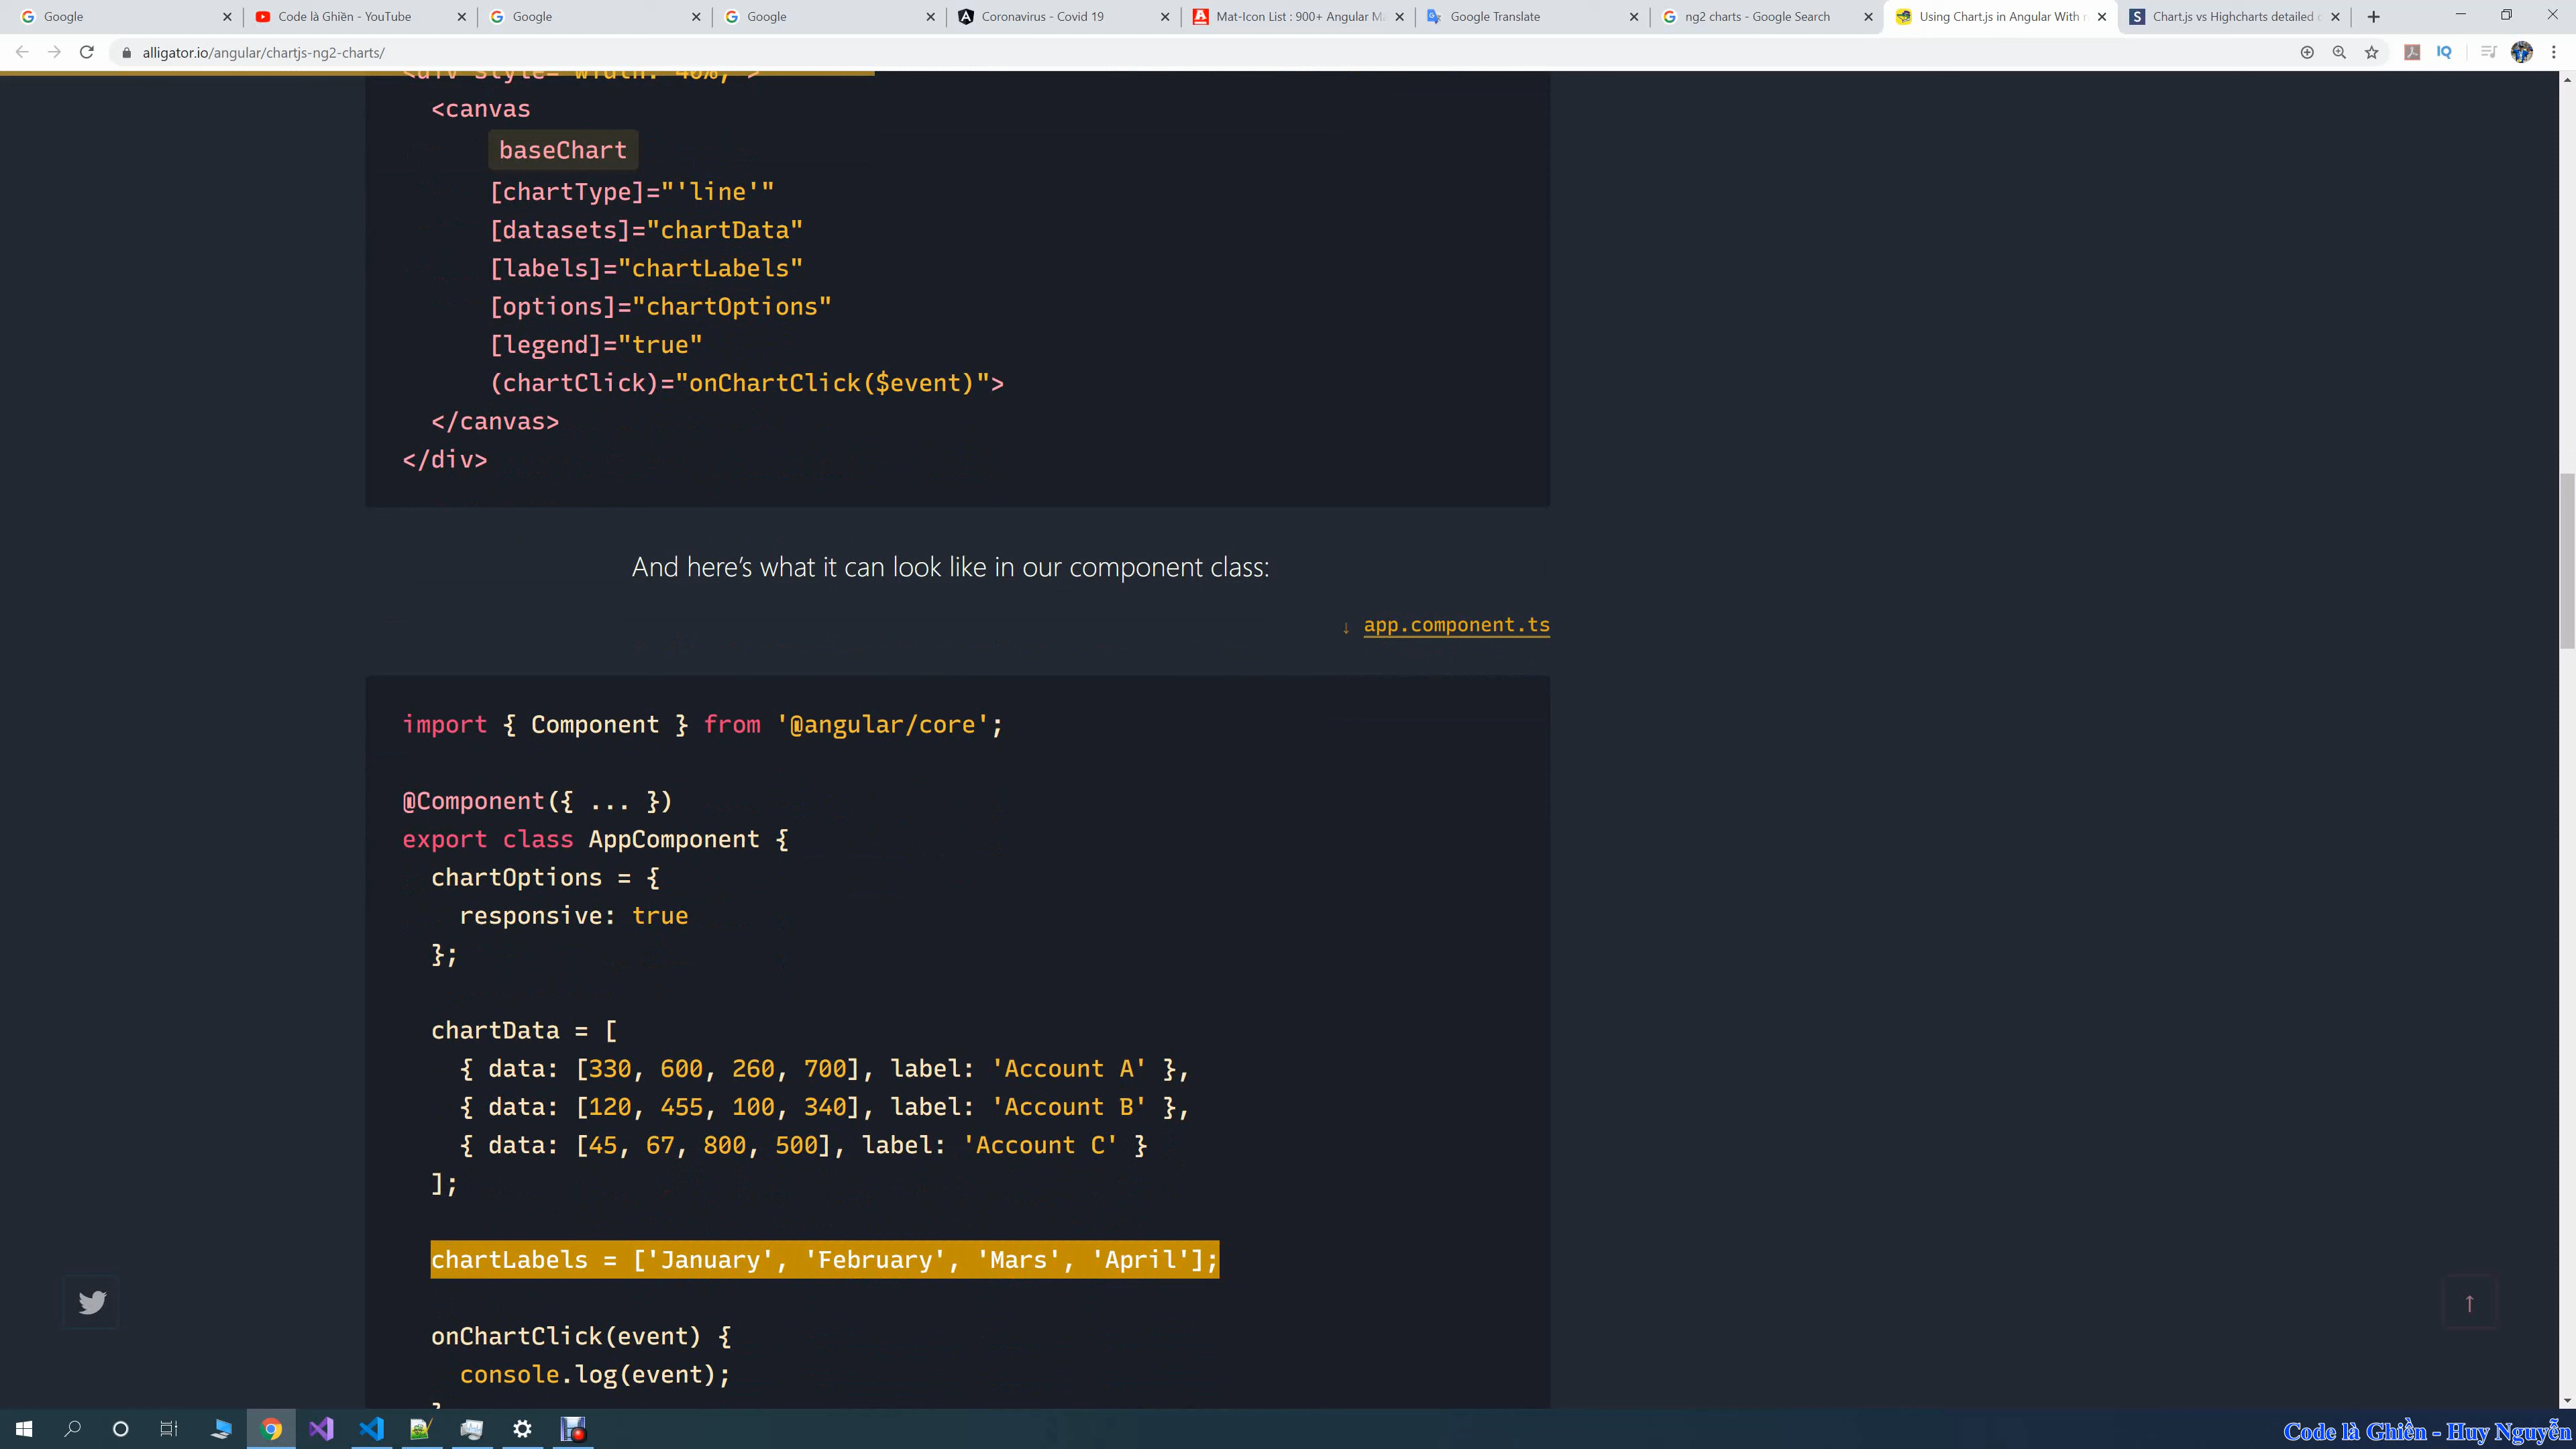 Google
Code là Ghiền - YouTube
Google
Google
Coronavirus - Covid 19
Mat-Icon List : 900+ Angular Ma
Google Translate
ng2 charts - Google Search
Using Chart.js in Angular With n
Chart.js vs Highcharts detailed c
alligator.io/angular/chartjs-ng2-charts/
IQ
<div style="width: 40%;">
<canvas
baseChart
[chartType]="'line'"
[datasets]="chartData"
[labels]="chartLabels"
[options]="chartOptions"
[legend]="true"
(chartClick)="onChartClick($event)">
</canvas>
</div>
And here’s what it can look like in our component class:
↓ app.component.ts
import { Component } from '@angular/core';
@Component({ ... })
export class AppComponent {
chartOptions = {
responsive: true
};
chartData = [
{ data: [330, 600, 260, 700], label: 'Account A' },
{ data: [120, 455, 100, 340], label: 'Account B' },
{ data: [45, 67, 800, 500], label: 'Account C' }
];
chartLabels = ['January', 'February', 'Mars', 'April'];
onChartClick(event) {
console.log(event);
}
↑
Code là Ghiền - Huy Nguyễn